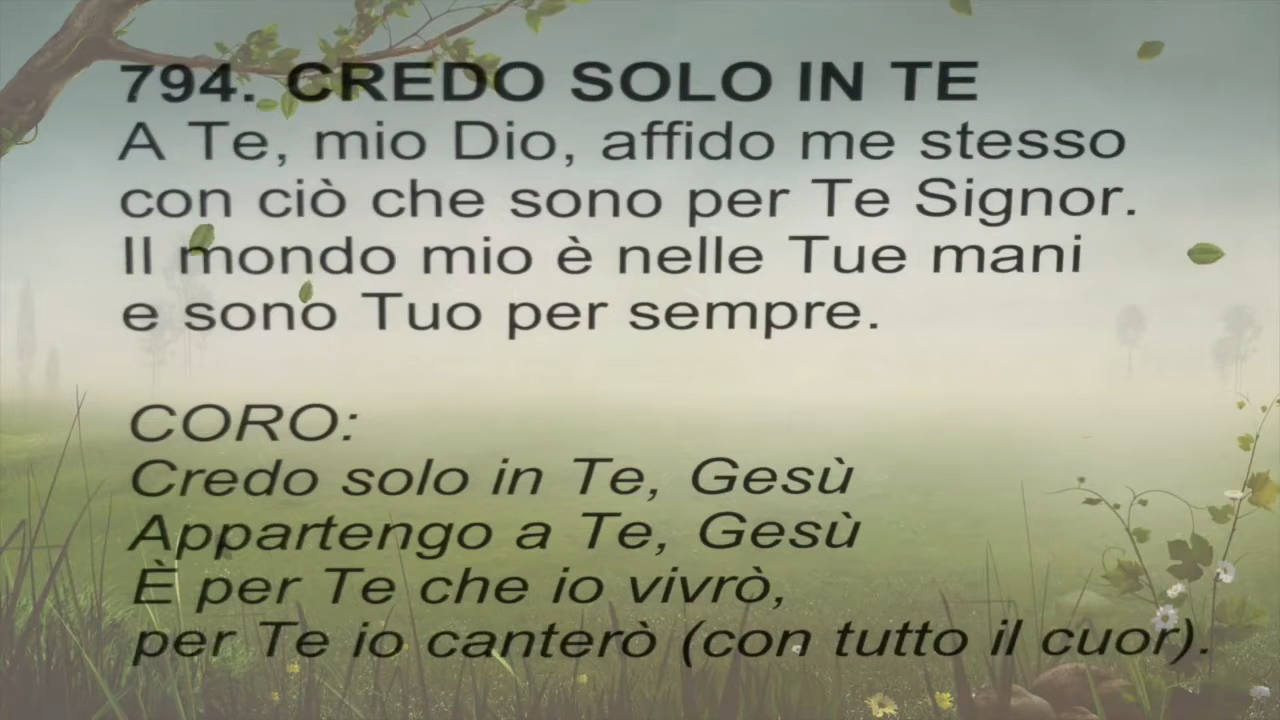 794. CREDO SOLO IN TE
A Te, mio Dio, affido me stesso
con ciò che sono per Te Signor.
Il mondo mio è nelle Tue mani
e sono Tuo per sempre.
CORO:
Credo solo in Te, Gesù
Appartengo a Te, Gesù
È per Te che io vivrò,
per Te io canterò (con tutto il cuor).